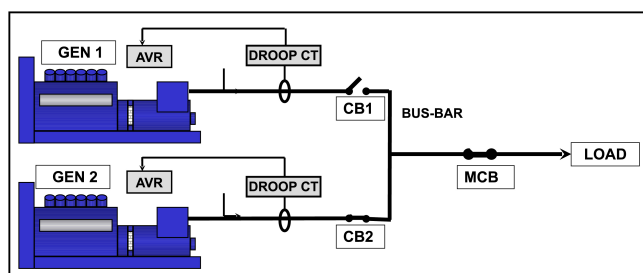 GEN 1
AVR
DROOP CT
CB1
BUS-BAR
LOAD
MCB
GEN 2
AVR
DROOP CT
CB2